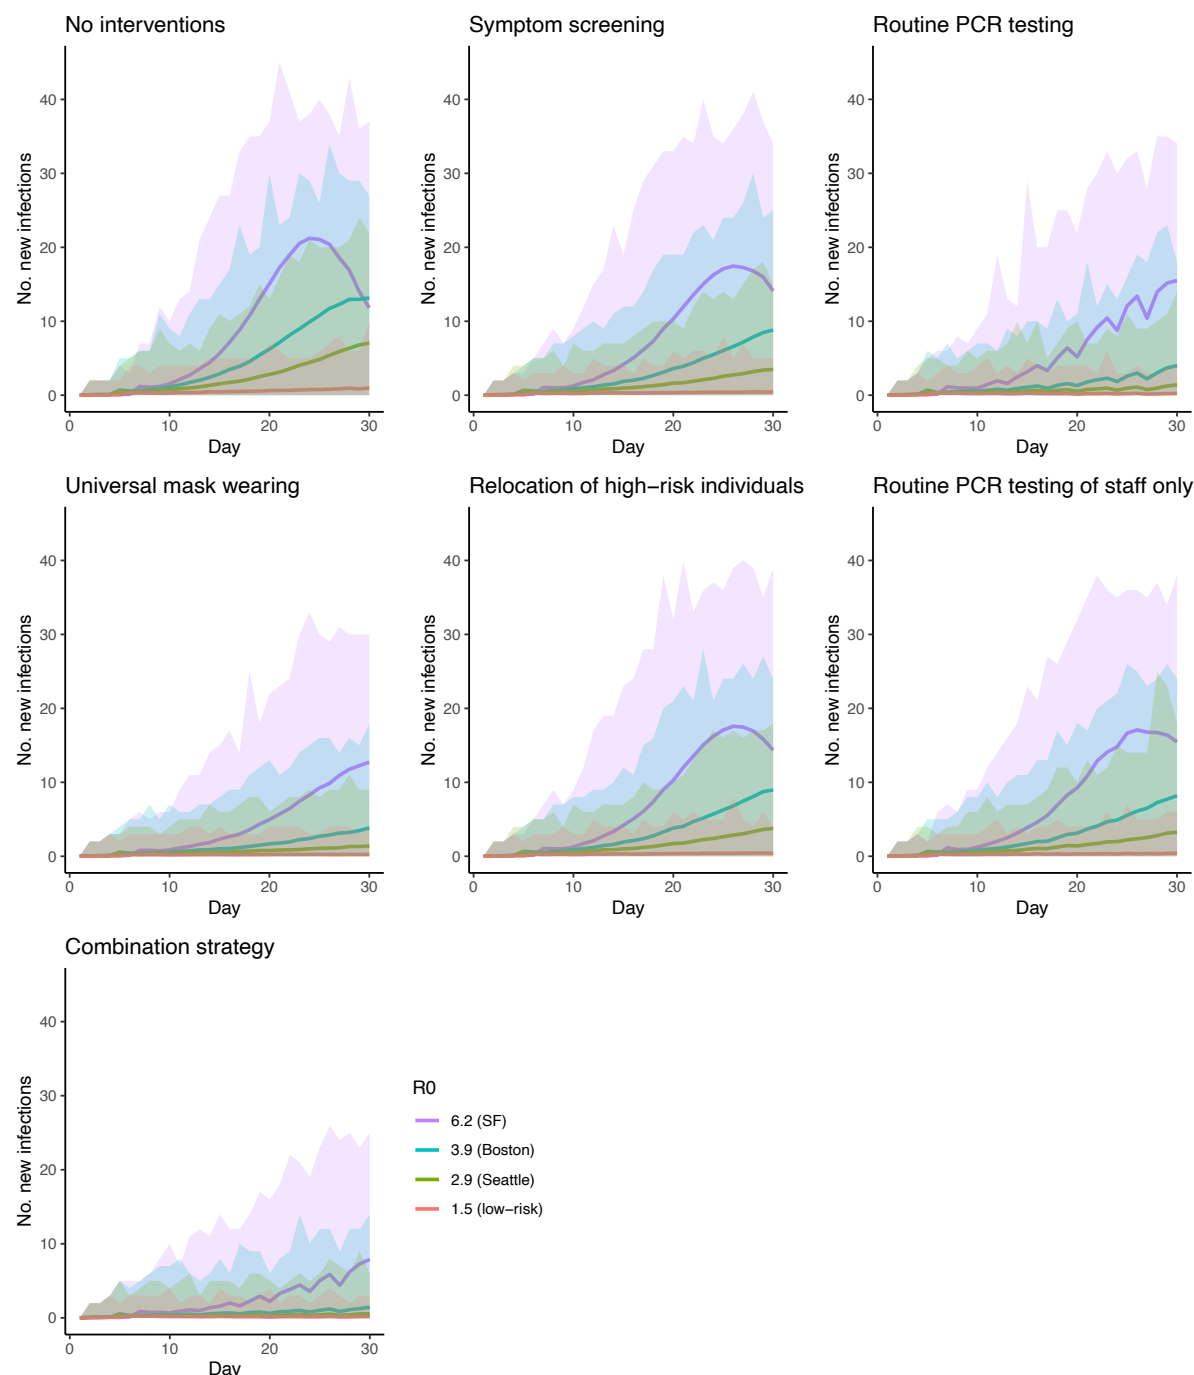 No interventions
Symptom screening
Routine PCR testing
No. new infections
40
30
20
10
0
0
10
20
30
Day
No. new infections
40
30
20
10
0
0
10
20
30
Day
No. new infections
40
30
20
10
0
0
10
20
30
Day
Universal mask wearing
Relocation of high−risk individuals
Routine PCR testing of staff only
No. new infections
40
30
20
10
0
0
10
20
30
Day
No. new infections
40
30
20
10
0
0
10
20
30
Day
No. new infections
40
30
20
10
0
0
10
20
30
Day
Combination strategy
No. new infections
40
30
20
10
0
0
10
20
30
Day
R0
6.2 (SF)
3.9 (Boston)
2.9 (Seattle)
1.5 (low−risk)